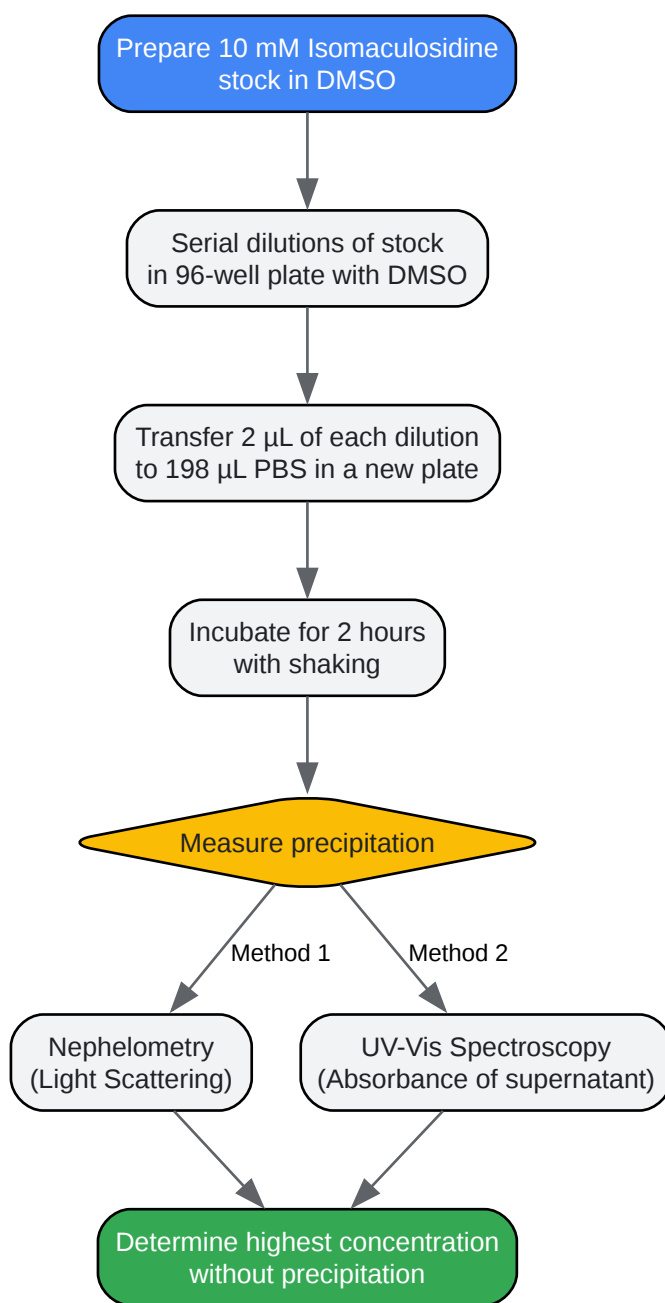 Prepare 10 mM Isomaculosidine
stock in DMSO
Serial dilutions of stock
in 96-well plate with DMSO
Transfer 2 µL of each dilution
to 198 µL PBS in a new plate
Incubate for 2 hours
with shaking
Measure precipitation
Method 1
Method 2
Nephelometry
(Light Scattering)
UV-Vis Spectroscopy
(Absorbance of supernatant)
Determine highest concentration
without precipitation